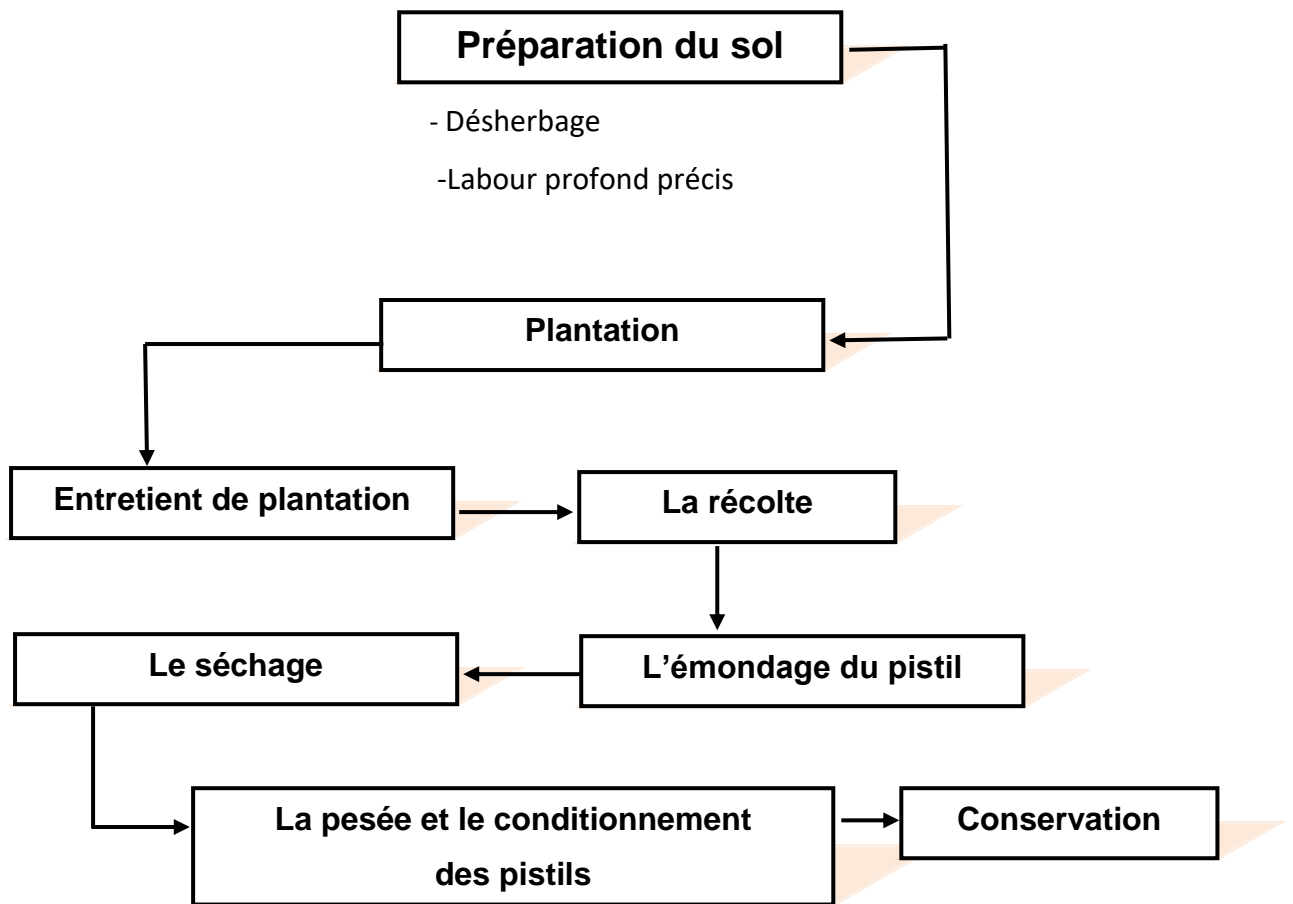 Préparation du sol
- Désherbage
-Labour profond précis
Plantation
Entretient de plantation
La récolte
L’émondage du pistil
Le séchage
La pesée et le conditionnement
des pistils
Conservation